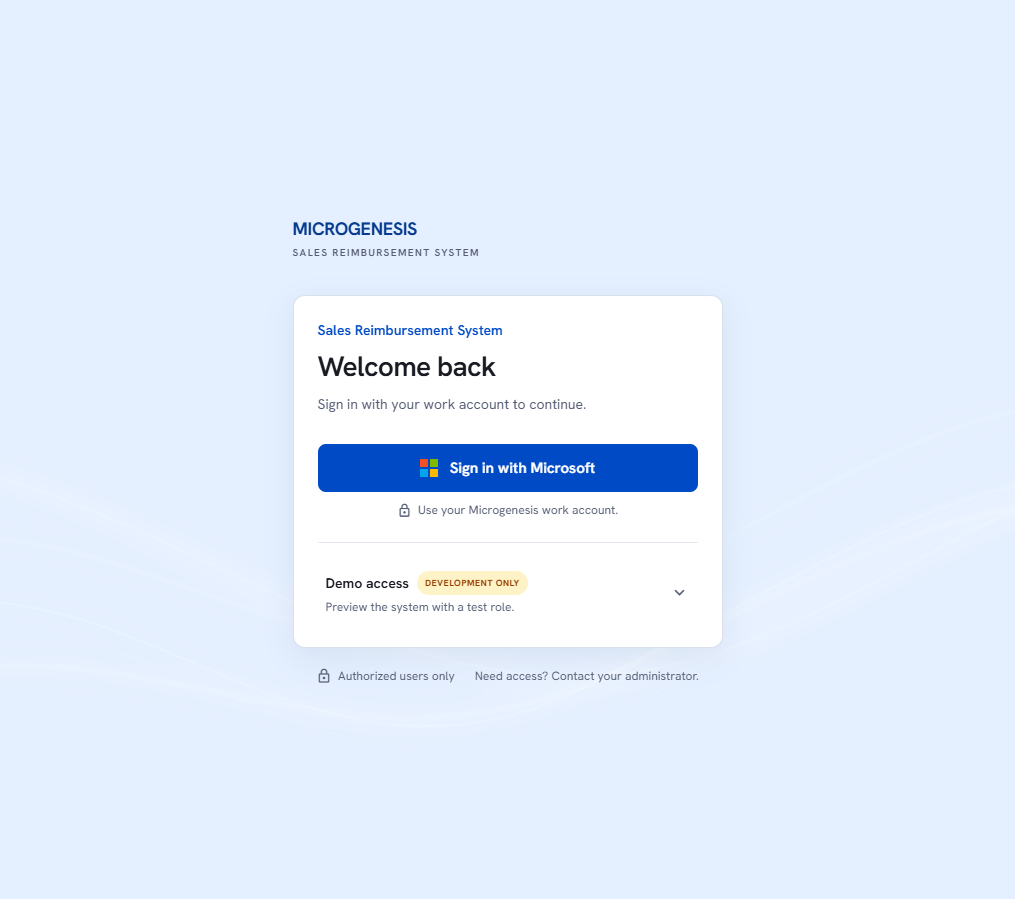 MICROGENESIS
SALES REIMBURSEMENT SYSTEM
Sales Reimbursement System
Welcome back
Sign in with your work account to continue.
Sign in with Microsoft
Use your Microgenesis work account.
Demo access DEVELOPMENT ONLY
Preview the system with a test role.
Authorized users only Need access? Contact your administrator.